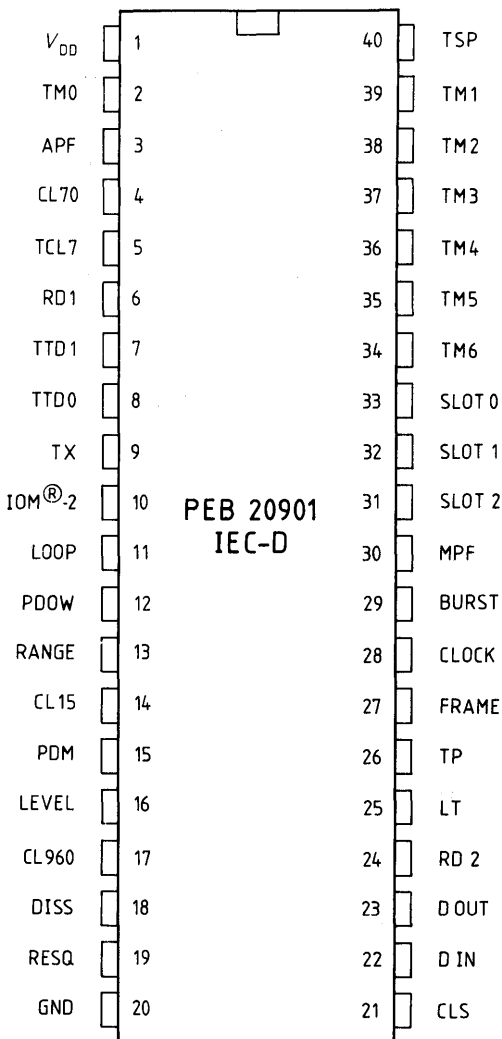 VDD 1 40 TSP
TM0 2 39 TM1
APF 3 38 TM2
CL70 4 37 TM3
TCL7 5 36 TM4
RD1 6 35 TM5
TTD1 7 34 TM6
TTD0 8 33 SLOT 0
TX 9 32 SLOT 1
IOM®-2 10 31 SLOT 2
PEB 20901
IEC-D
LOOP 11 30 MPF
PDOW 12 29 BURST
RANGE 13 28 CLOCK
CL15 14 27 FRAME
PDM 15 26 TP
LEVEL 16 25 LT
CL960 17 24 RD 2
DISS 18 23 D OUT
RESQ 19 22 D IN
GND 20 21 CLS